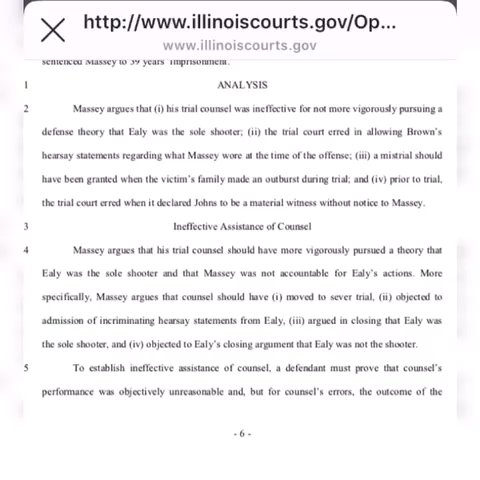 http://www.illinoiscourts.gov/Op...
www.illinoiscourts.gov
sentenced Massey to 39 years' imprisonment.
1 ANALYSIS
2 Massey argues that (i) his trial counsel was ineffective for not more vigorously pursuing a
defense theory that Ealy was the sole shooter; (ii) the trial court erred in allowing Brown's
hearsay statements regarding what Massey wore at the time of the offense; (iii) a mistrial should
have been granted when the victim's family made an outburst during trial; and (iv) prior to trial,
the trial court erred when it declared Johns to be a material witness without notice to Massey.
3 Ineffective Assistance of Counsel
4 Massey argues that his trial counsel should have more vigorously pursued a theory that
Ealy was the sole shooter and that Massey was not accountable for Ealy's actions. More
specifically, Massey argues that counsel should have (i) moved to sever trial, (ii) objected to
admission of incriminating hearsay statements from Ealy, (iii) argued in closing that Ealy was
the sole shooter, and (iv) objected to Ealy's closing argument that Ealy was not the shooter.
5 To establish ineffective assistance of counsel, a defendant must prove that counsel's
performance was objectively unreasonable and, but for counsel's errors, the outcome of the
- 6 -